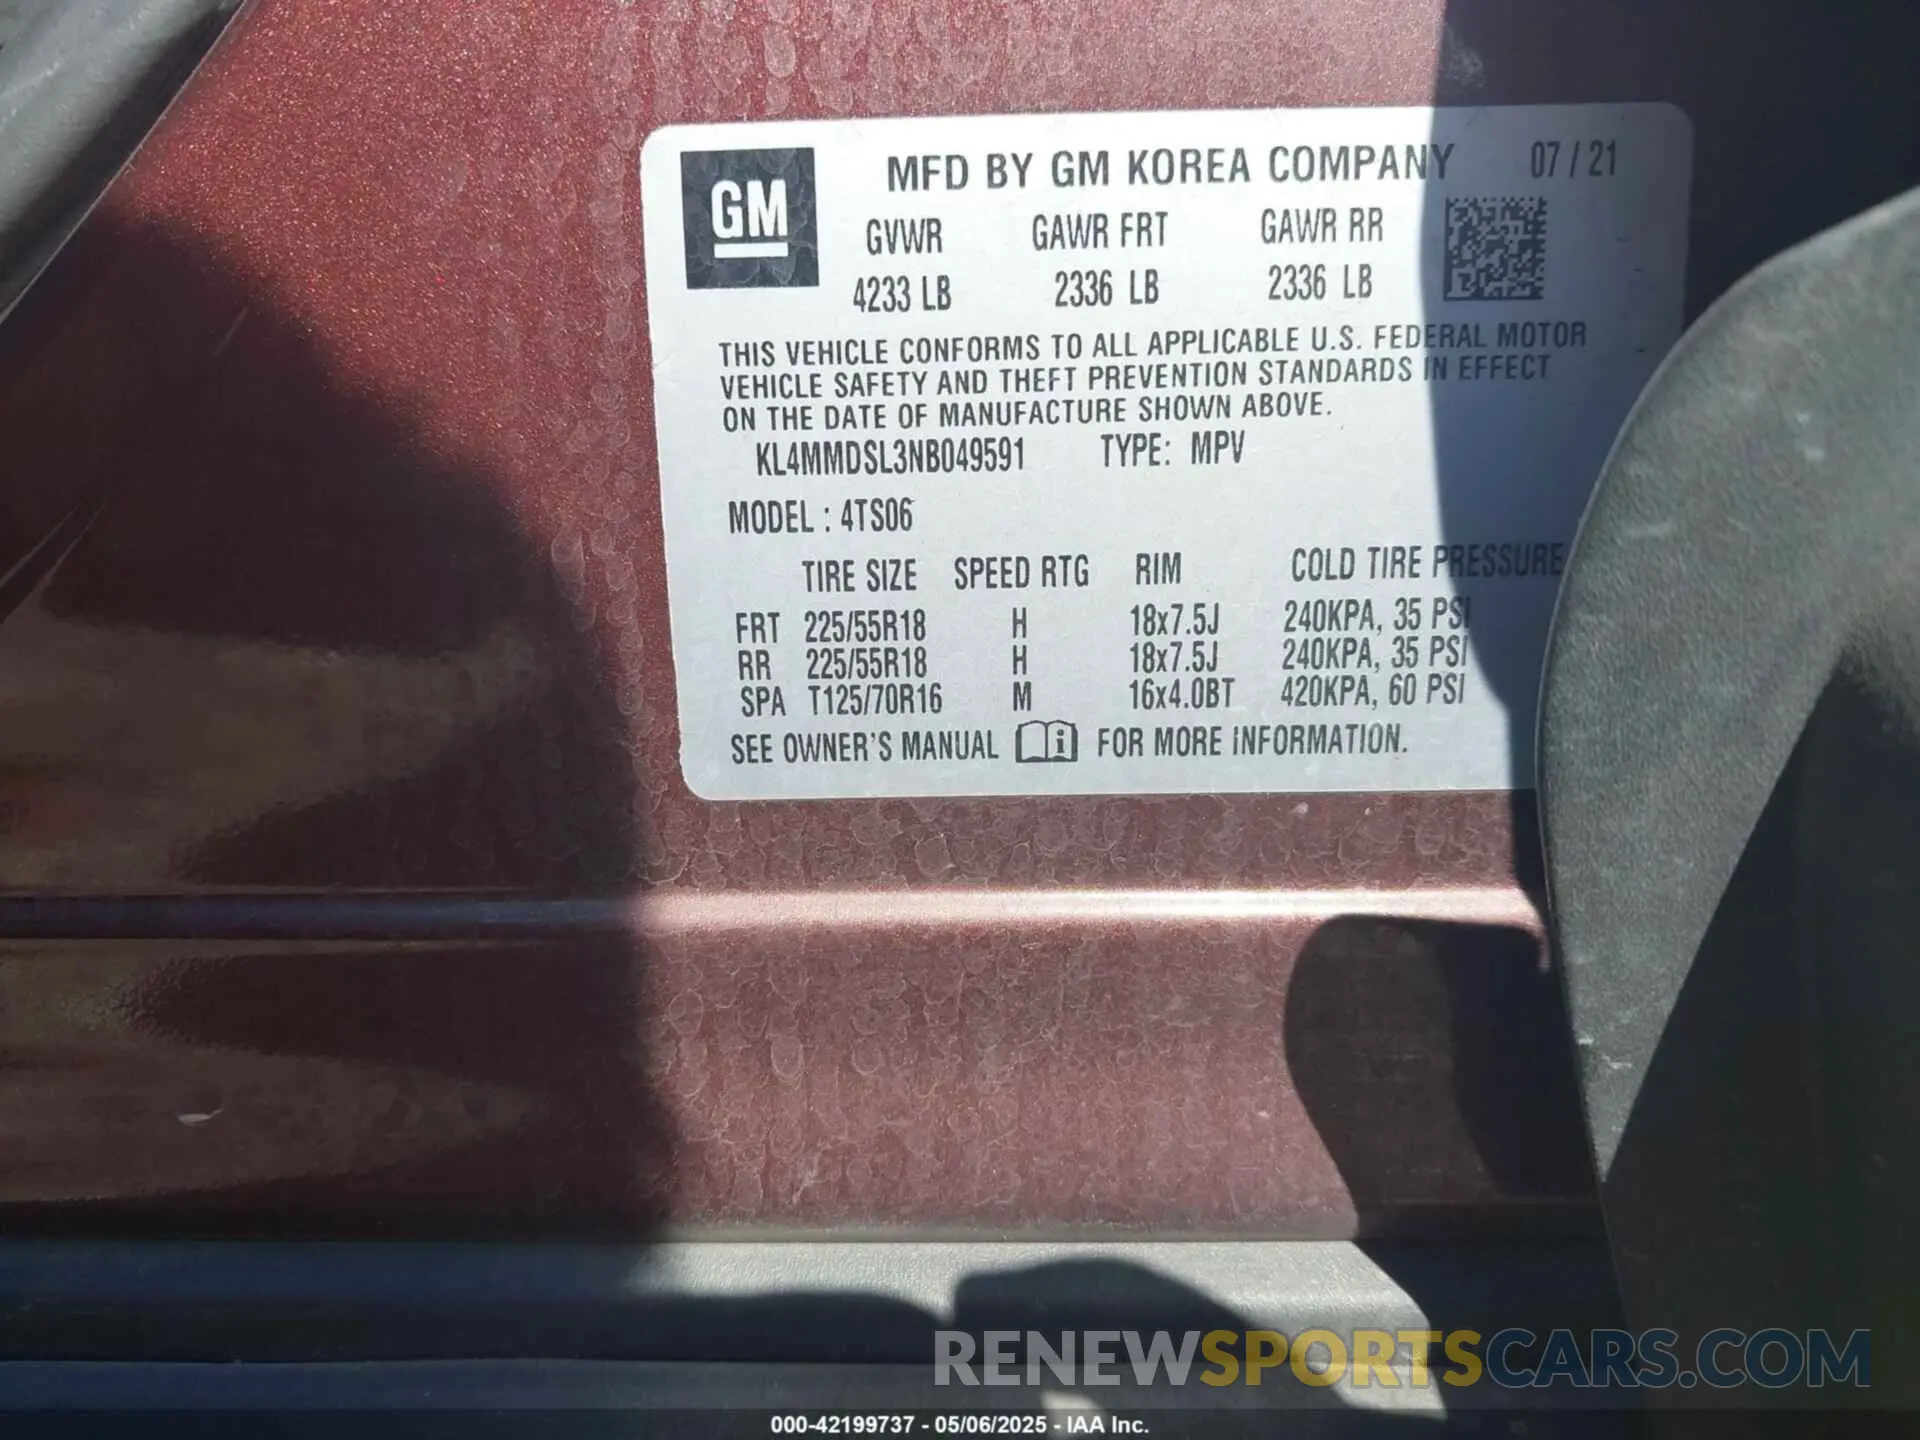 GM
MFD BY GM KOREA COMPANY 07 / 21
GVWR GAWR FRT GAWR RR
4233 LB 2336 LB 2336 LB
THIS VEHICLE CONFORMS TO ALL APPLICABLE U.S. FEDERAL MOTOR
VEHICLE SAFETY AND THEFT PREVENTION STANDARDS IN EFFECT
ON THE DATE OF MANUFACTURE SHOWN ABOVE.
KL4MMDSL3NB049591 TYPE: MPV
MODEL : 4TS06
TIRE SIZE SPEED RTG RIM COLD TIRE PRESSURE
FRT 225/55R18 H 18x7.5J 240KPA, 35 PSI
RR 225/55R18 H 18x7.5J 240KPA, 35 PSI
SPA T125/70R16 M 16x4.0BT 420KPA, 60 PSI
SEE OWNER'S MANUAL i FOR MORE INFORMATION.
RENEWSPORTSCARS.COM
000-42199737 - 05/06/2025 - IAA Inc.